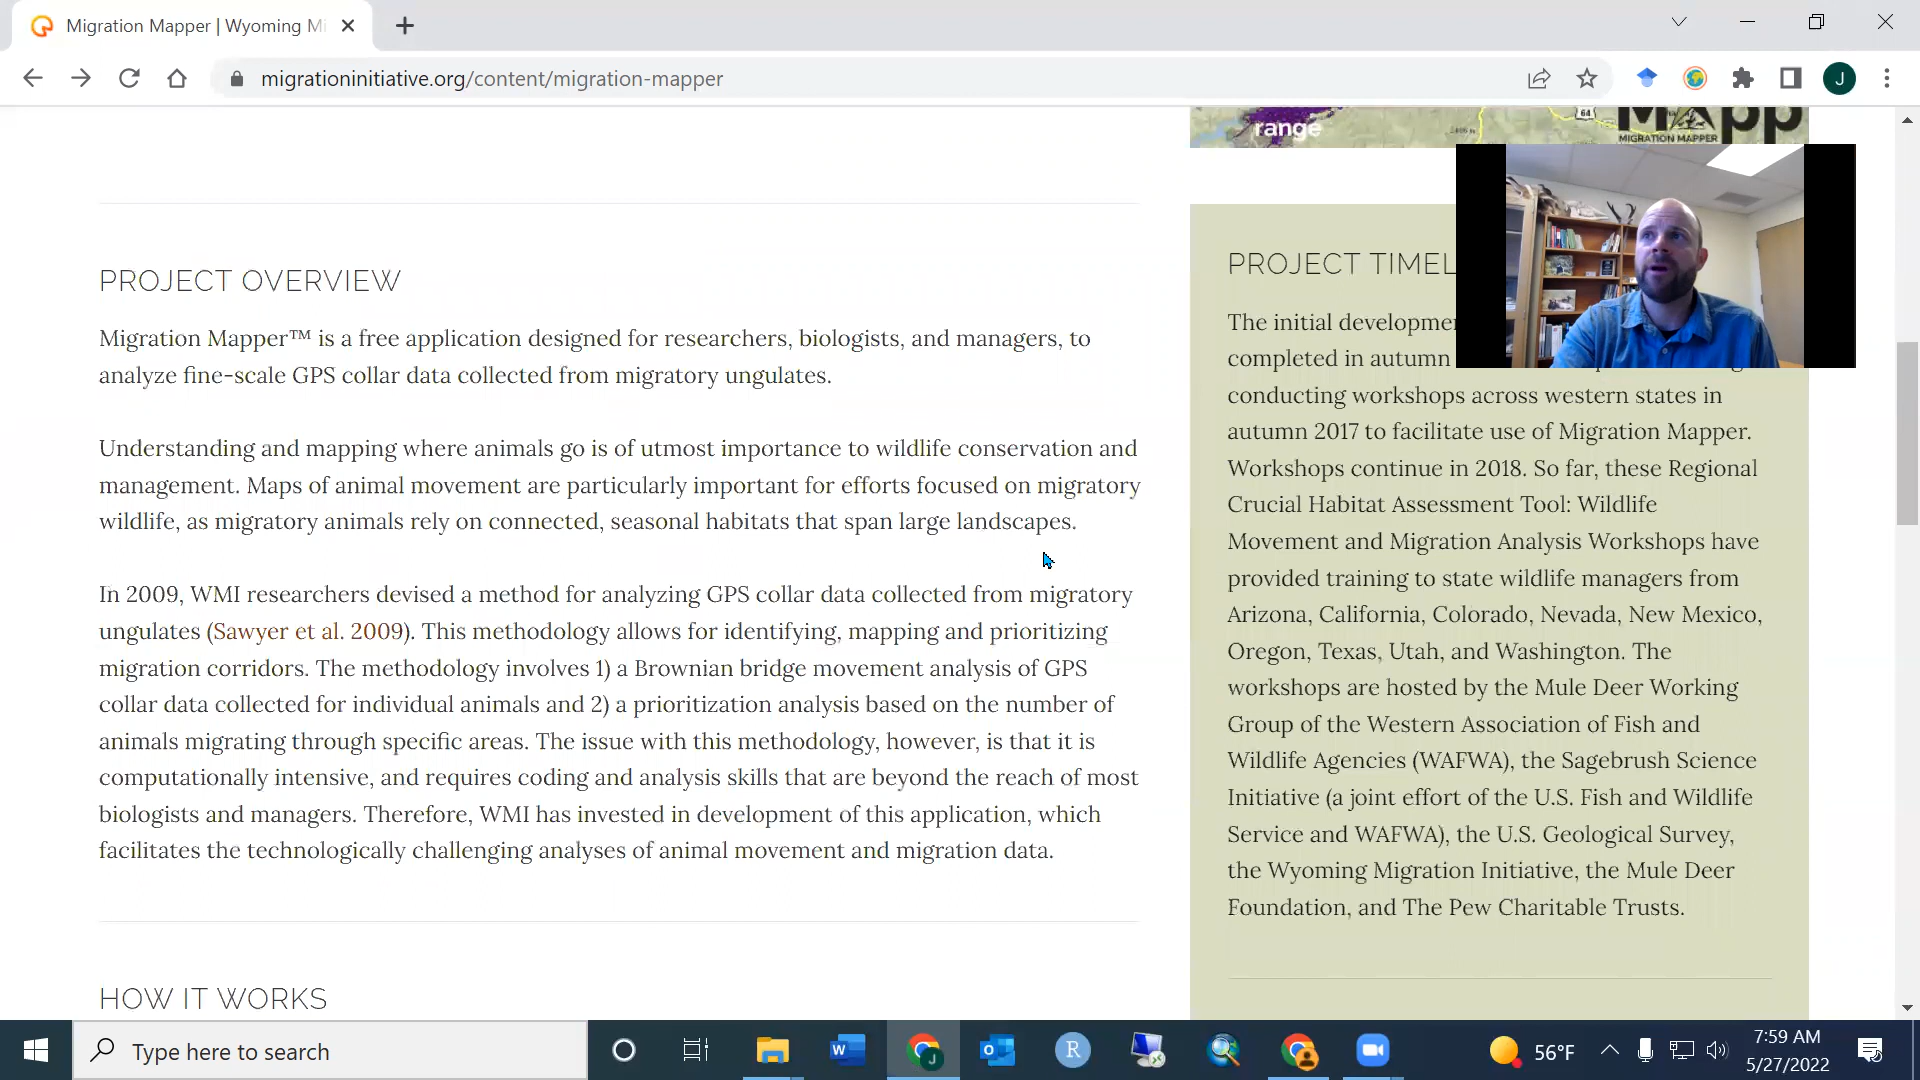 Migration Mapper | Wyoming Mi
migrationinitiative.org/content/migration-mapper
J
range
64
MIGRATION MAPPER
PROJECT OVERVIEW
Migration Mapper™ is a free application designed for researchers, biologists, and managers, to
analyze fine-scale GPS collar data collected from migratory ungulates.
Understanding and mapping where animals go is of utmost importance to wildlife conservation and
management. Maps of animal movement are particularly important for efforts focused on migratory
wildlife, as migratory animals rely on connected, seasonal habitats that span large landscapes.
In 2009, WMI researchers devised a method for analyzing GPS collar data collected from migratory
ungulates (Sawyer et al. 2009). This methodology allows for identifying, mapping and prioritizing
migration corridors. The methodology involves 1) a Brownian bridge movement analysis of GPS
collar data collected for individual animals and 2) a prioritization analysis based on the number of
animals migrating through specific areas. The issue with this methodology, however, is that it is
computationally intensive, and requires coding and analysis skills that are beyond the reach of most
biologists and managers. Therefore, WMI has invested in development of this application, which
facilitates the technologically challenging analyses of animal movement and migration data.
HOW IT WORKS
PROJECT TIMEL
The initial developme
completed in autumn
conducting workshops across western states in
autumn 2017 to facilitate use of Migration Mapper.
Workshops continue in 2018. So far, these Regional
Crucial Habitat Assessment Tool: Wildlife
Movement and Migration Analysis Workshops have
provided training to state wildlife managers from
Arizona, California, Colorado, Nevada, New Mexico,
Oregon, Texas, Utah, and Washington. The
workshops are hosted by the Mule Deer Working
Group of the Western Association of Fish and
Wildlife Agencies (WAFWA), the Sagebrush Science
Initiative (a joint effort of the U.S. Fish and Wildlife
Service and WAFWA), the U.S. Geological Survey,
the Wyoming Migration Initiative, the Mule Deer
Foundation, and The Pew Charitable Trusts.
Type here to search
56°F
7:59 AM
5/27/2022